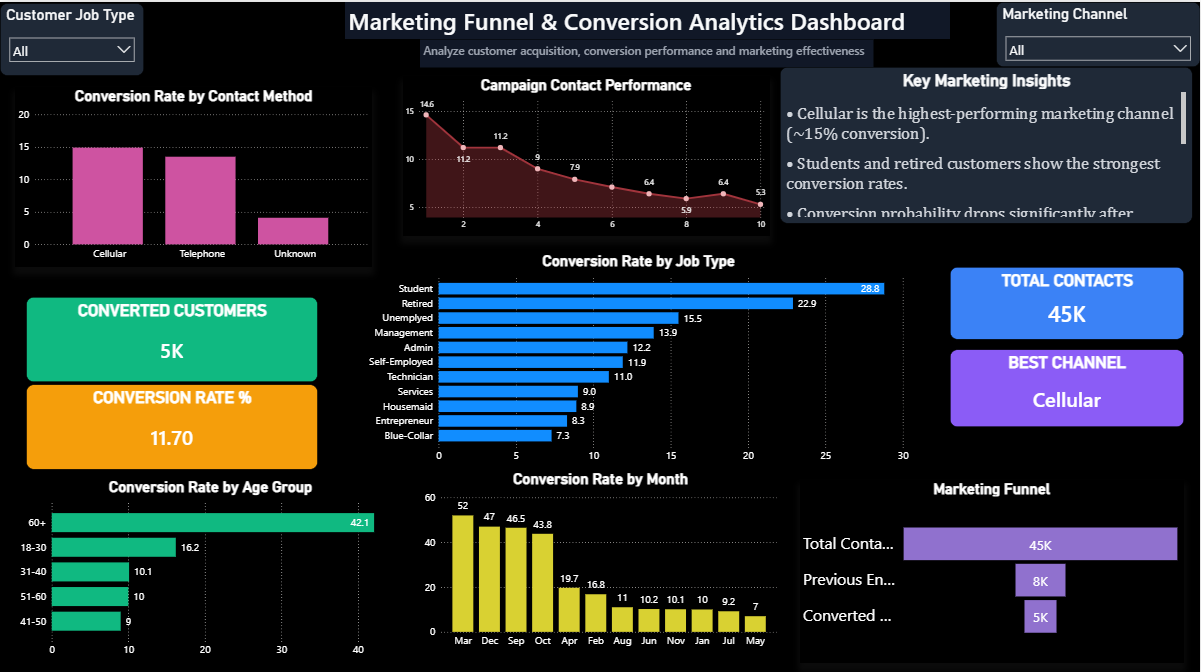 Customer Job Type
All
Marketing Funnel & Conversion Analytics Dashboard
Analyze customer acquisition, conversion performance and marketing effectiveness
Marketing Channel
All
Conversion Rate by Contact Method
20
15
10
5
0
Cellular Telephone Unknown
Campaign Contact Performance
15
10
5
14.6
11.2
11.2
9
7.9
6.4
5.9
6.4
5.3
2 4 6 8 10
Key Marketing Insights
• Cellular is the highest-performing marketing channel
(~15% conversion).
• Students and retired customers show the strongest
conversion rates.
• Conversion probability drops significantly after
CONVERTED CUSTOMERS
5K
CONVERSION RATE %
11.70
Conversion Rate by Job Type
Student 28.8
Retired 22.9
Unemplyed 15.5
Management 13.9
Admin 12.2
Self-Employed 11.9
Technician 11.0
Services 9.0
Housemaid 8.9
Entrepreneur 8.3
Blue-Collar 7.3
0 5 10 15 20 25 30
TOTAL CONTACTS
45K
BEST CHANNEL
Cellular
Conversion Rate by Age Group
60+ 42.1
18-30 16.2
31-40 10.1
51-60 10
41-50 9
0 10 20 30 40
Conversion Rate by Month
60
40
20
0
52 47 46.5 43.8 19.7 16.8 11 10.2 10.1 10 9.2 7
Mar Dec Sep Oct Apr Feb Aug Jun Nov Jan Jul May
Marketing Funnel
Total Conta... 45K
Previous En... 8K
Converted ... 5K